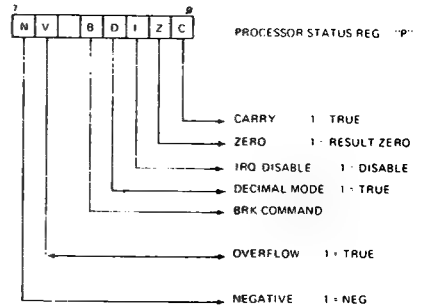 7 0
N V B D I Z C
PROCESSOR STATUS REG "P"
CARRY 1 TRUE
ZERO 1 - RESULT ZERO
IRQ DISABLE 1 - DISABLE
DECIMAL MODE 1 = TRUE
BRK COMMAND
OVERFLOW 1 = TRUE
NEGATIVE 1 = NEG